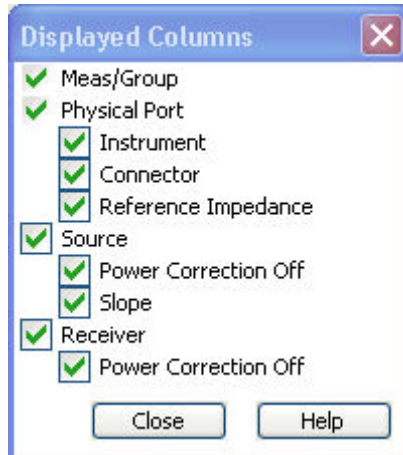 Displayed Columns
Meas/Group
Physical Port
Instrument
Connector
Reference Impedance
Source
Power Correction Off
Slope
Receiver
Power Correction Off
Close Help